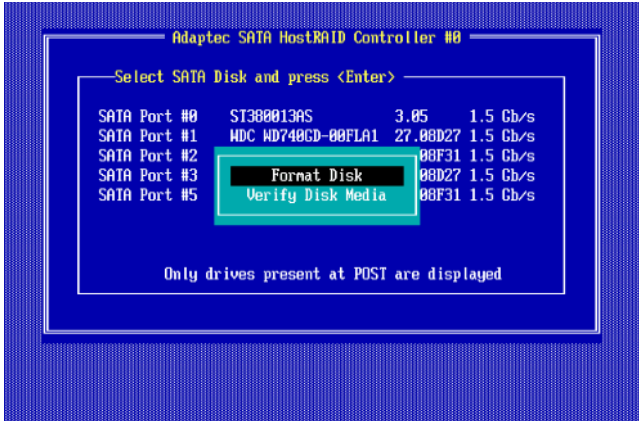 Adaptec SATA HostRAID Controller #0
Select SATA Disk and press <Enter>
SATA Port #0 ST380013AS 3.05 1.5 Gb/s
SATA Port #1 WDC WD740GD-00FLA1 27.08D27 1.5 Gb/s
SATA Port #2 08F31 1.5 Gb/s
SATA Port #3 Format Disk 08D27 1.5 Gb/s
SATA Port #5 Verify Disk Media 08F31 1.5 Gb/s
Only drives present at POST are displayed